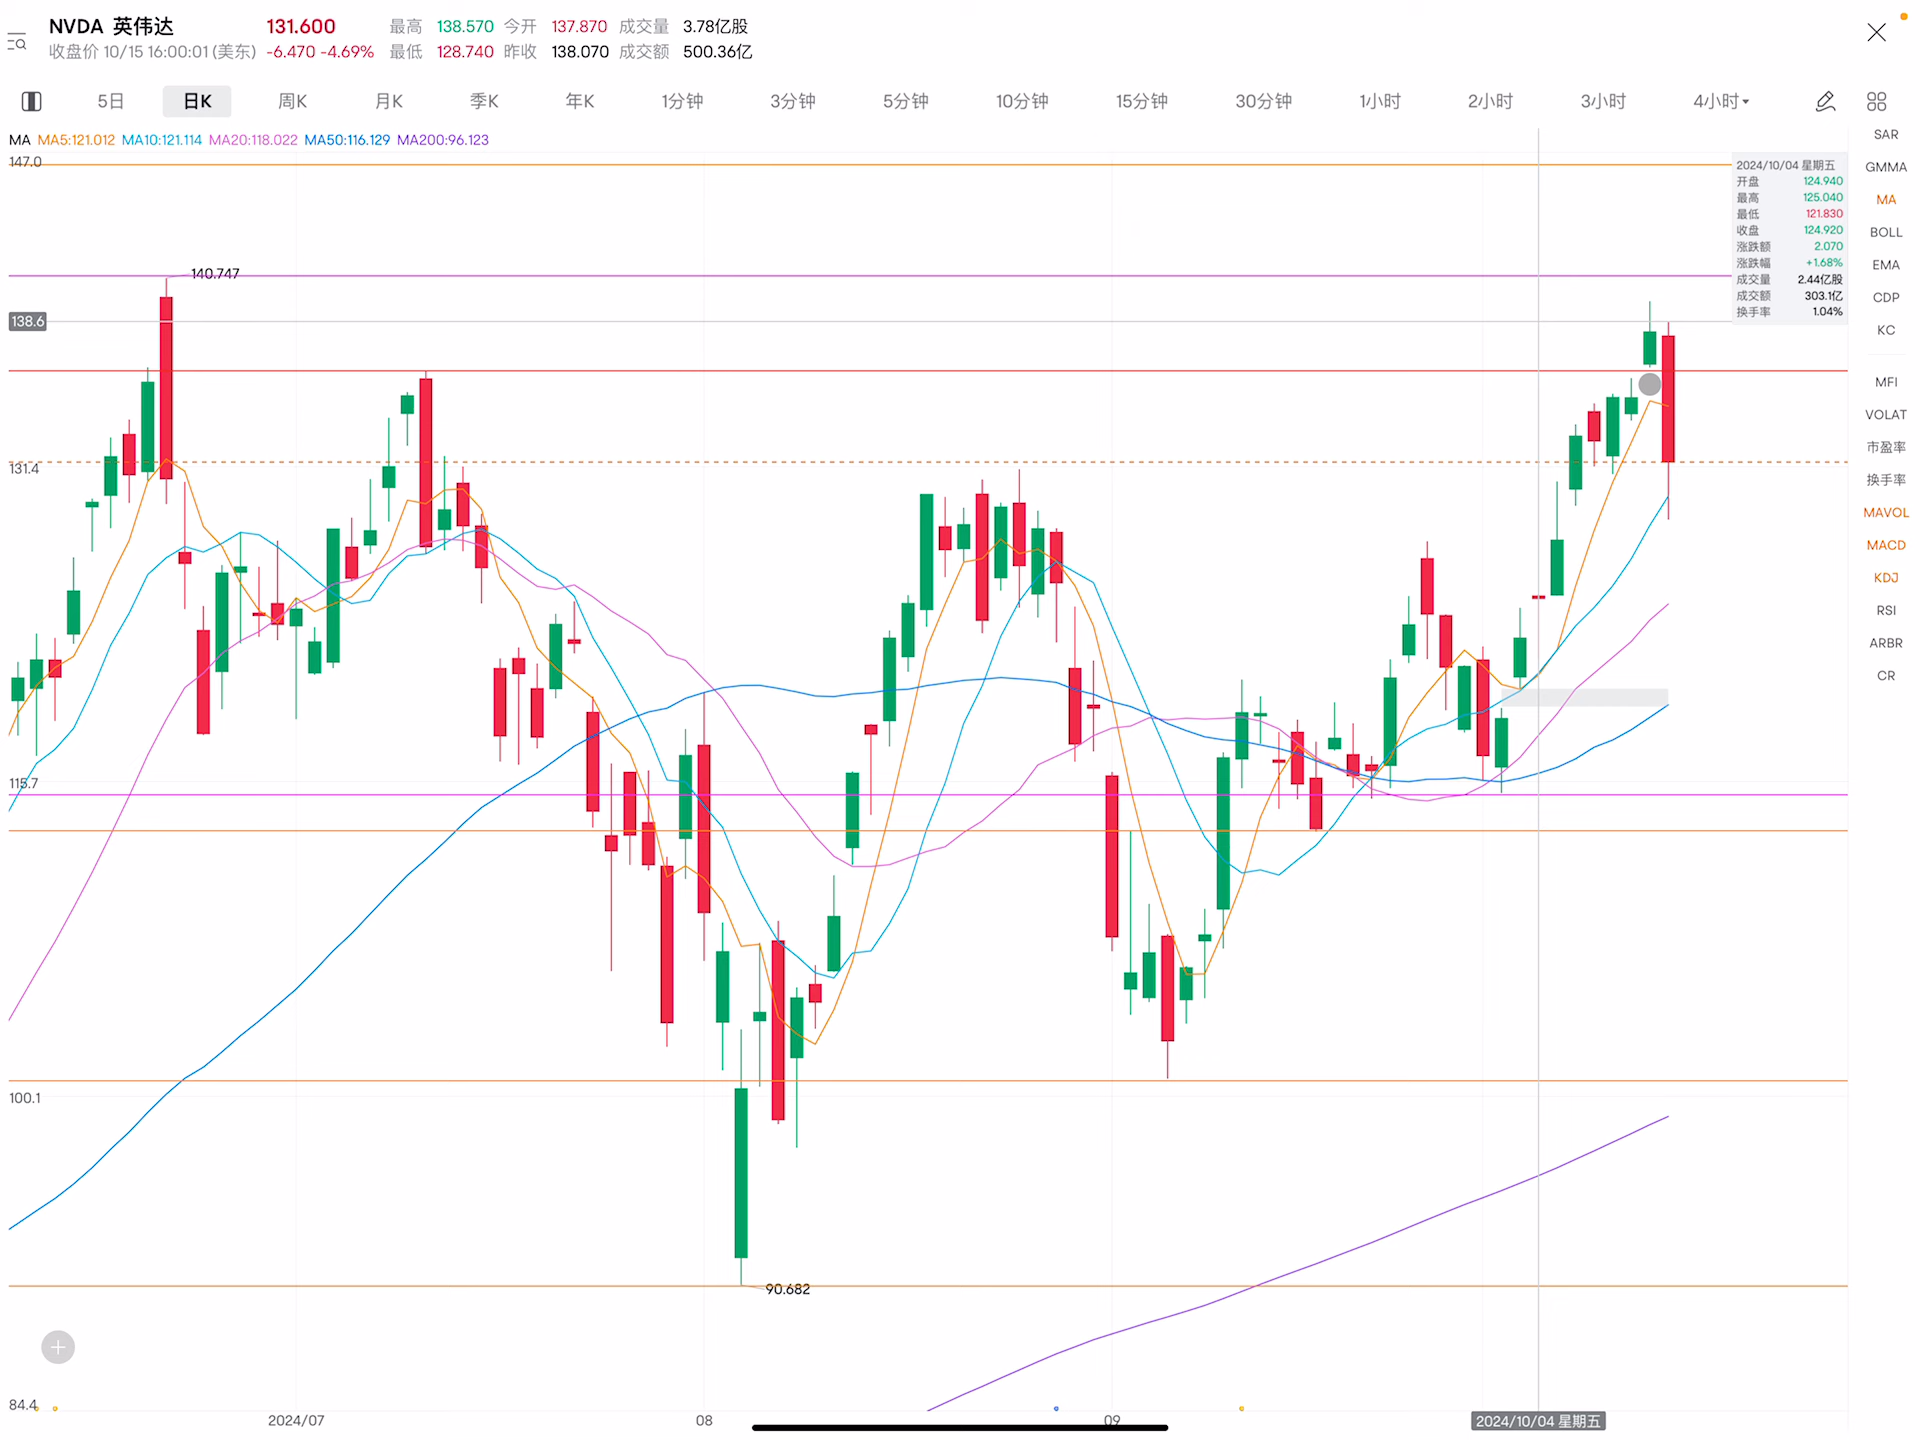 NVDA 英伟达 131.600 最高 138.570 今开 137.870 成交量 3.78亿股
收盘价 10/15 16:00:01 (美东) -6.470 -4.69% 最低 128.740 昨收 138.070 成交额 500.36亿
5日 日K 周K 月K 季K 年K 1分钟 3分钟 5分钟 10分钟 15分钟 30分钟 1小时 2小时 3小时 4小时
MA MA5:121.012 MA10:121.114 MA20:118.022 MA50:116.129 MA200:96.123
147.0
140.747
138.6
131.4
115.7
100.1
90.682
84.4
2024/07 08 09 2024/10/04 星期五
2024/10/04 星期五
开盘 124.940
最高 125.040
最低 121.830
收盘 124.920
涨跌额 2.070
涨跌幅 +1.68%
成交量 2.44亿股
成交额 303.1亿
换手率 1.04%
SAR
GMMA
MA
BOLL
EMA
CDP
KC
MFI
VOLAT
市盈率
换手率
MAVOL
MACD
KDJ
RSI
ARBR
CR